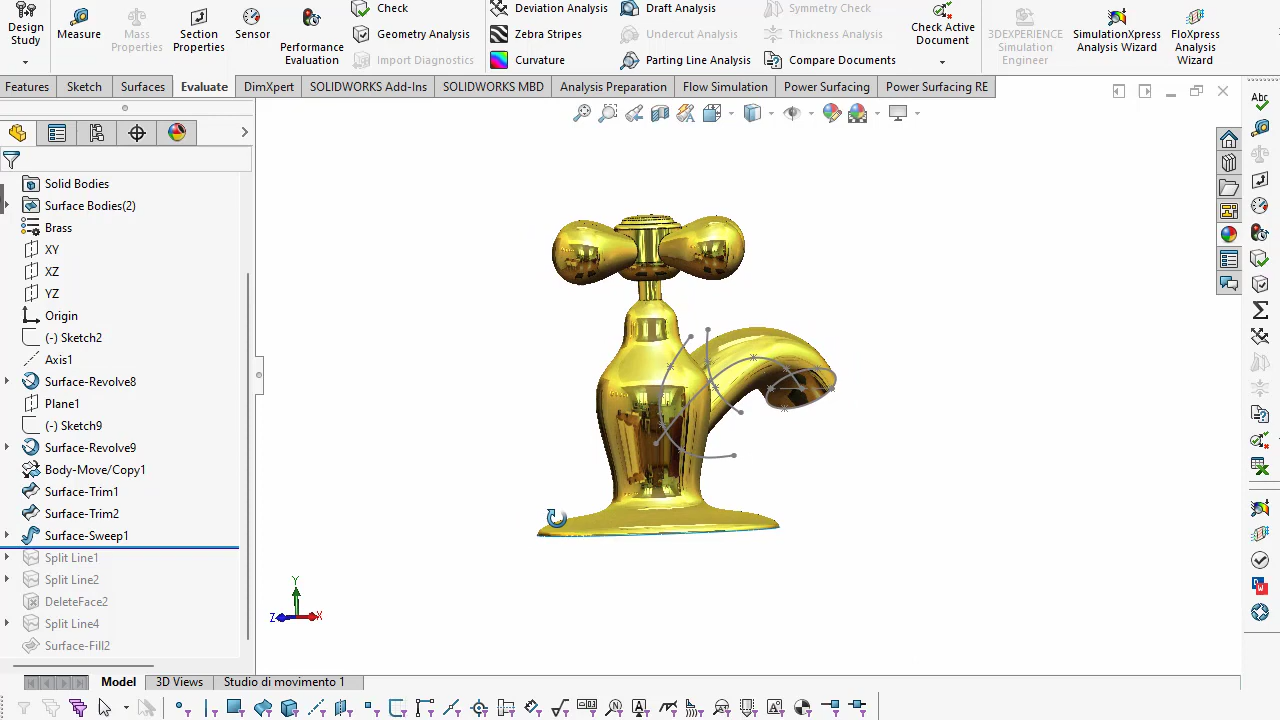 Design Study
Measure
Mass Properties
Section Properties
Sensor
Performance Evaluation
Check
Geometry Analysis
Import Diagnostics
Deviation Analysis
Zebra Stripes
Curvature
Draft Analysis
Undercut Analysis
Parting Line Analysis
Symmetry Check
Thickness Analysis
Compare Documents
Check Active Document
3DEXPERIENCE Simulation Engineer
SimulationXpress Analysis Wizard
FloXpress Analysis Wizard
Features
Sketch
Surfaces
Evaluate
DimXpert
SOLIDWORKS Add-Ins
SOLIDWORKS MBD
Analysis Preparation
Flow Simulation
Power Surfacing
Power Surfacing RE
Solid Bodies
Surface Bodies(2)
Brass
XY
XZ
YZ
Origin
(-) Sketch2
Axis1
Surface-Revolve8
Plane1
(-) Sketch9
Surface-Revolve9
Body-Move/Copy1
Surface-Trim1
Surface-Trim2
Surface-Sweep1
Split Line1
Split Line2
DeleteFace2
Split Line4
Surface-Fill2
Y
Z
X
Model
3D Views
Studio di movimento 1